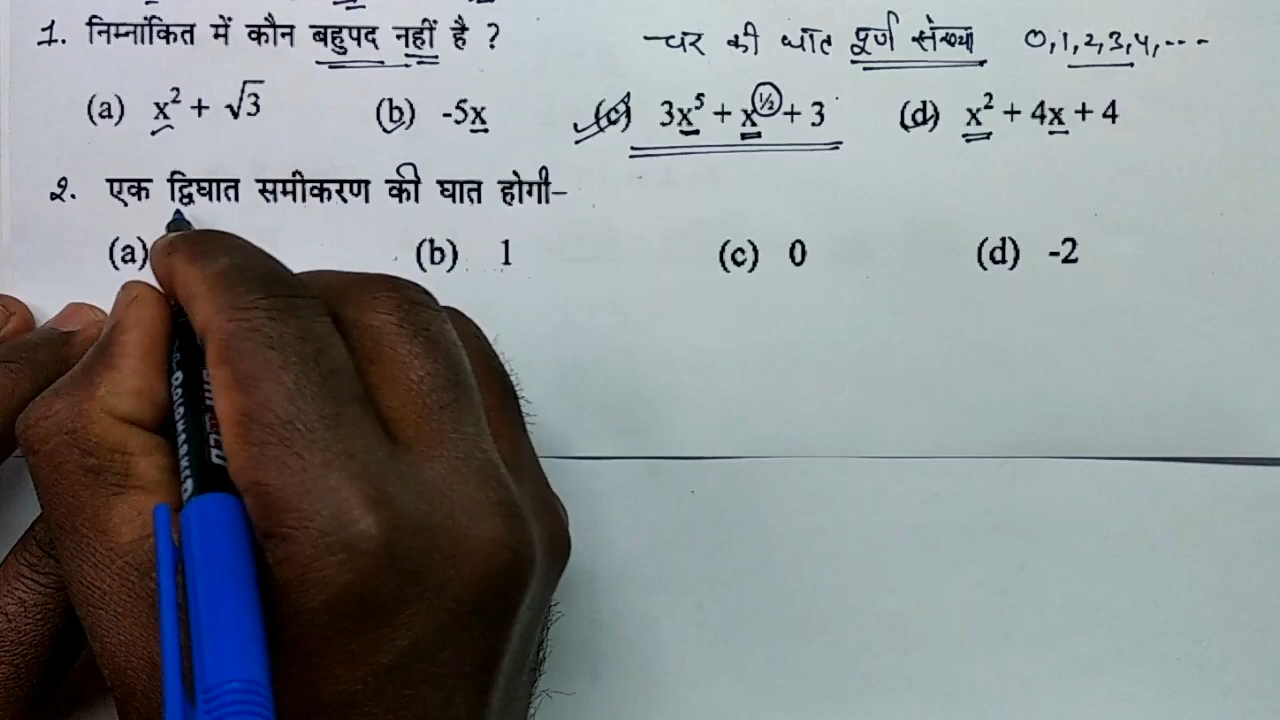 1. निम्नांकित में कौन बहुपद नहीं है ? चर की घात पूर्ण संख्या 0,1,2,3,4,---
(a) x² + √3 (b) -5x (c) 3x⁵ + x^½ + 3 (d) x² + 4x + 4
2. एक द्विघात समीकरण की घात होगी–
(a) (b) 1 (c) 0 (d) -2